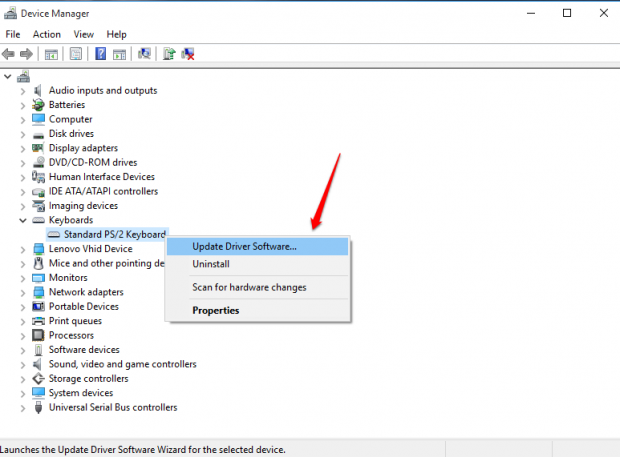 Device Manager
File Action View Help
Audio inputs and outputs
Batteries
Computer
Disk drives
Display adapters
DVD/CD-ROM drives
Human Interface Devices
IDE ATA/ATAPI controllers
Imaging devices
Keyboards
Standard PS/2 Keyboard
Update Driver Software...
Lenovo Vhid Device
Uninstall
Mice and other pointing de
Monitors
Scan for hardware changes
Network adapters
Portable Devices
Properties
Print queues
Processors
Software devices
Sound, video and game controllers
Storage controllers
System devices
Universal Serial Bus controllers
Launches the Update Driver Software Wizard for the selected device.